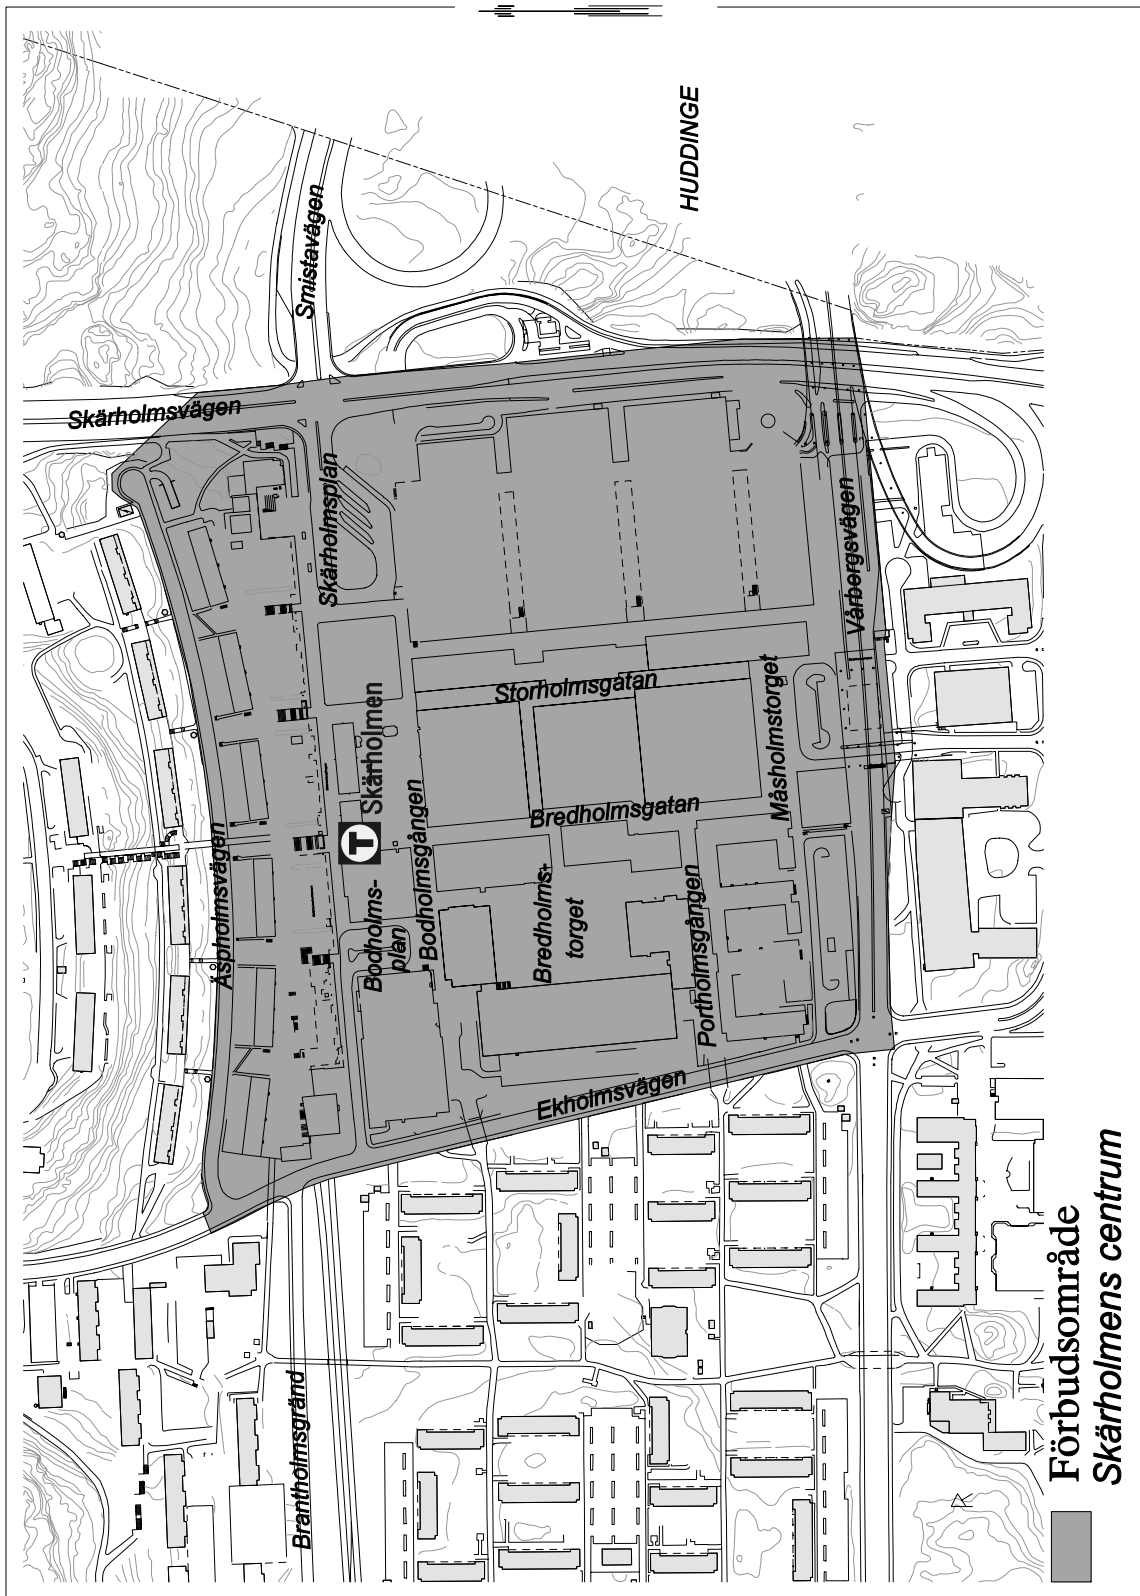 HUDDINGE
Smistavägen
Skärholmsvägen
Skärholmsplan
Vårbergsvägen
Storholmsgatan
Måsholmstorget
T Skärholmen
Bredholmsgatan
Bodholmsgången
Äspholmsvägen
Bodholms-
plan
Bredholms-
torget
Portholmsgången
Ekholmsvägen
Brantholmsgränd
Förbudsområde
Skärholmens centrum